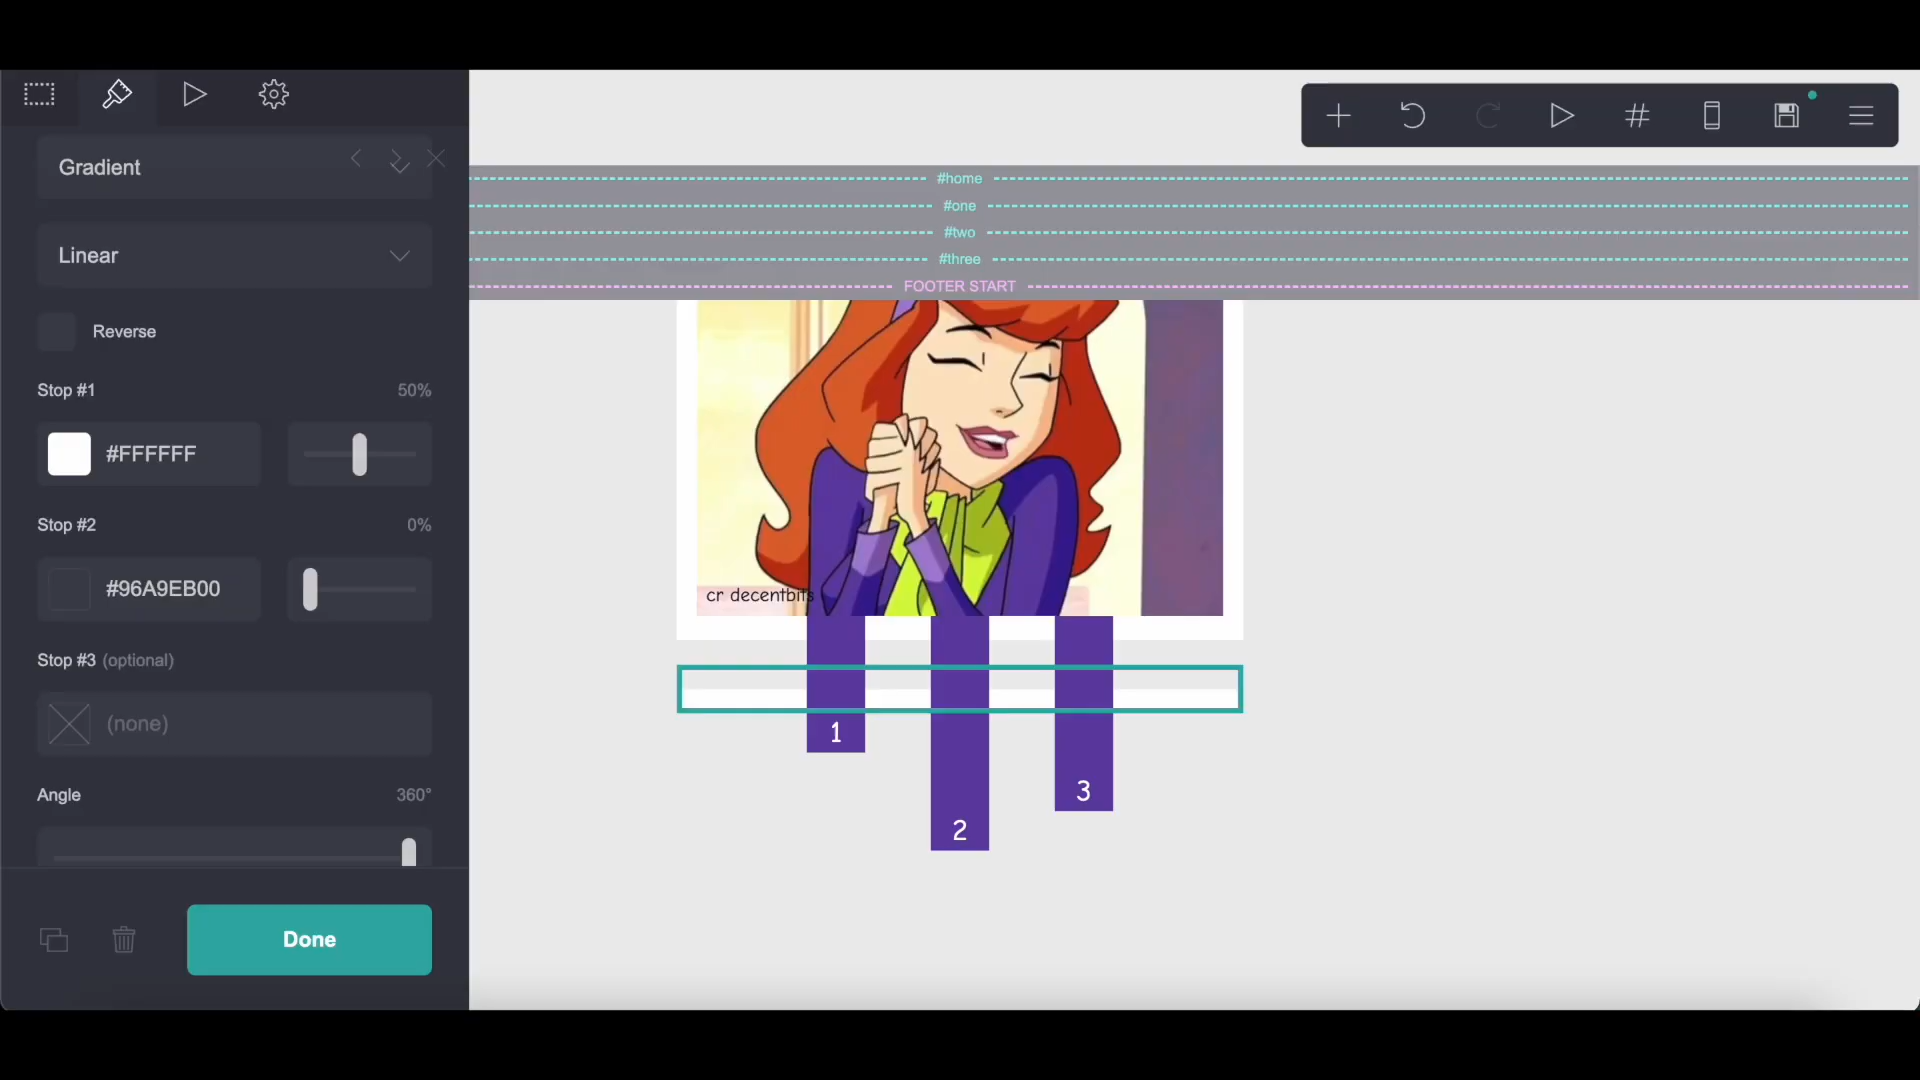 Gradient
Linear
Reverse
Stop #1 50%
#FFFFFF
Stop #2 0%
#96A9EB00
Stop #3 (optional)
(none)
Angle 360°
Done
#home
#one
#two
#three
FOOTER START
cr decentbits
1
3
2